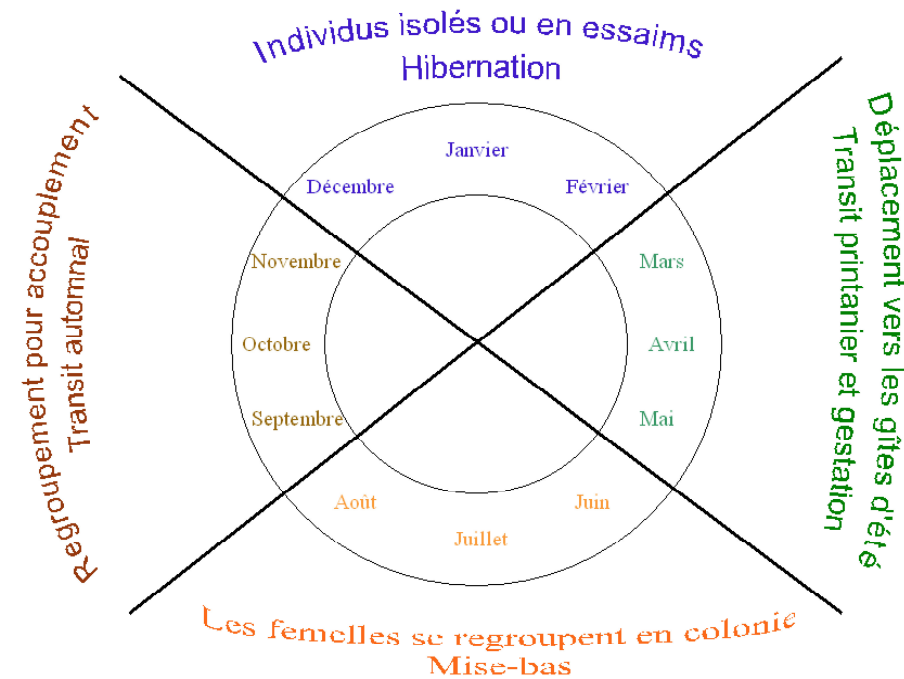 Individus isolés ou en essaims
Hibernation
Janvier
Décembre
Février
Déplacement vers les gîtes d'été
Transit printanier et gestation
Mars
Avril
Mai
Juin
Juillet
Août
Les femelles se regroupent en colonie
Mise-bas
Septembre
Octobre
Novembre
Regroupement pour accouplement
Transit automnal